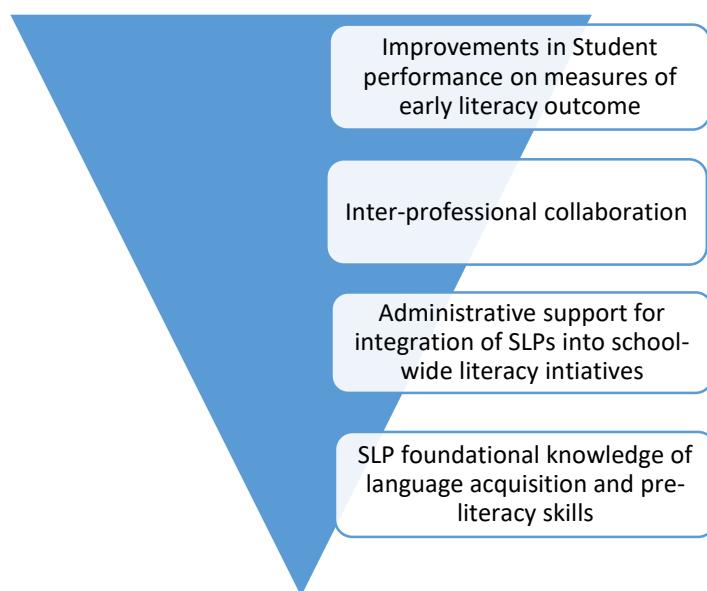 Improvements in Student
performance on measures of
early literacy outcome
Inter-professional collaboration
Administrative support for
integration of SLPs into school-
wide literacy intiatives
SLP foundational knowledge of
language acquisition and pre-
literacy skills